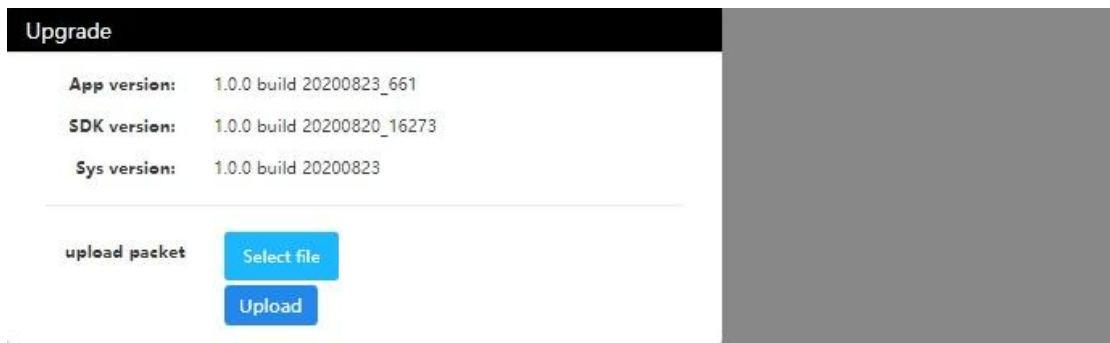 Upgrade
App version: 1.0.0 build 20200823_661
SDK version: 1.0.0 build 20200820_16273
Sys version: 1.0.0 build 20200823
upload packet Select file
Upload